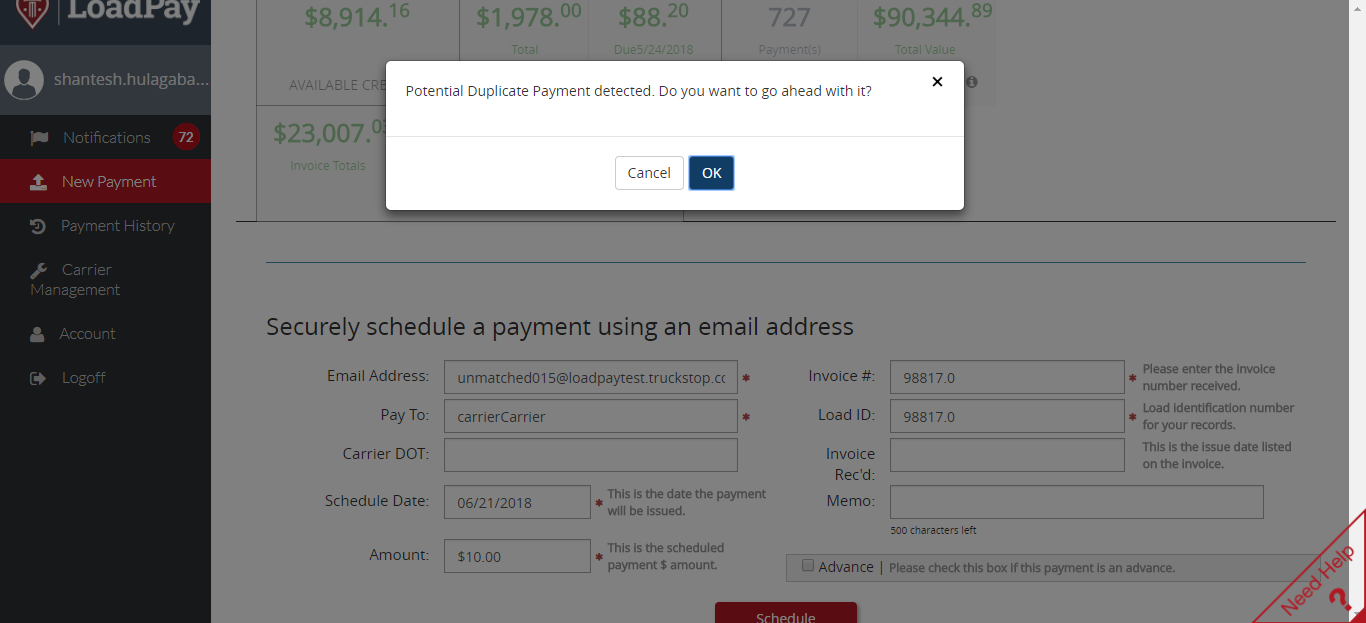 LoadPay
shantesh.hulagaba...
Notifications 72
New Payment
Payment History
Carrier
Management
Account
Logoff
$8,914.16
$1,978.00
$88.20
727
$90,344.89
Total
Due5/24/2018
Payment(s)
Total Value
AVAILABLE CRE
$23,007.03
Invoice Totals
Potential Duplicate Payment detected. Do you want to go ahead with it?
×
Cancel
OK
Securely schedule a payment using an email address
Email Address: unmatched015@loadpaytest.truckstop.cc *
Pay To: carrierCarrier *
Carrier DOT:
Schedule Date: 06/21/2018 * This is the date the payment
will be issued.
Amount: $10.00 * This is the scheduled
payment $ amount.
Invoice #: 98817.0 * Please enter the invoice
number received.
Load ID: 98817.0 * Load identification number
for your records.
Invoice
Rec'd:
This is the issue date listed
on the invoice.
Memo:
500 characters left
Advance | Please check this box if this payment is an advance.
Schedule
Need Help
?